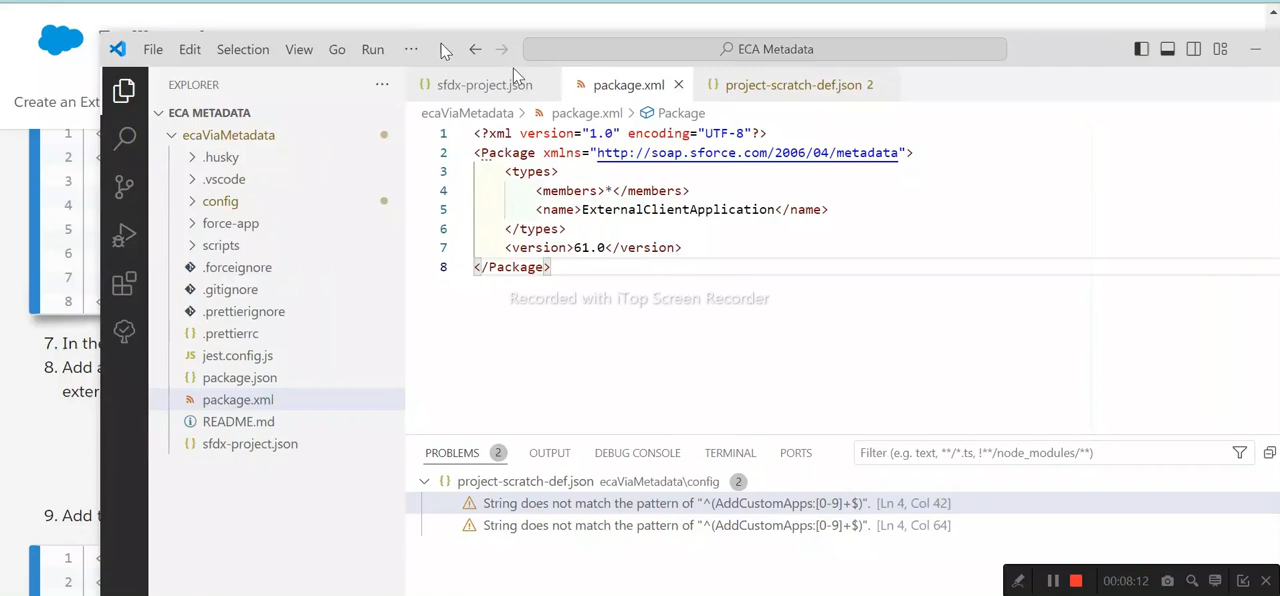 File Edit Selection View Go Run ··· ECA Metadata
Create an Ext
1
2
3
4
5
6
7
8
7. In the
8. Add a
exter
9. Add t
1
2
EXPLORER ···
ECA METADATA
ecaViaMetadata
.husky
.vscode
config
force-app
scripts
.forceignore
.gitignore
.prettierignore
{} .prettierrc
JS jest.config.js
{} package.json
package.xml
README.md
{} sfdx-project.json
{} sfdx-project.json package.xml {} project-scratch-def.json 2
ecaViaMetadata > package.xml > Package
1 <?xml version="1.0" encoding="UTF-8"?>
2 <Package xmlns="http://soap.sforce.com/2006/04/metadata">
3 <types>
4 <members>*</members>
5 <name>ExternalClientApplication</name>
6 </types>
7 <version>61.0</version>
8 </Package>
Recorded with iTop Screen Recorder
PROBLEMS 2 OUTPUT DEBUG CONSOLE TERMINAL PORTS Filter (e.g. text, **/*.ts, !**/node_modules/**)
{} project-scratch-def.json ecaViaMetadata\config 2
String does not match the pattern of "^(AddCustomApps:[0-9]+$)". [Ln 4, Col 42]
String does not match the pattern of "^(AddCustomApps:[0-9]+$)". [Ln 4, Col 64]
00:08:12